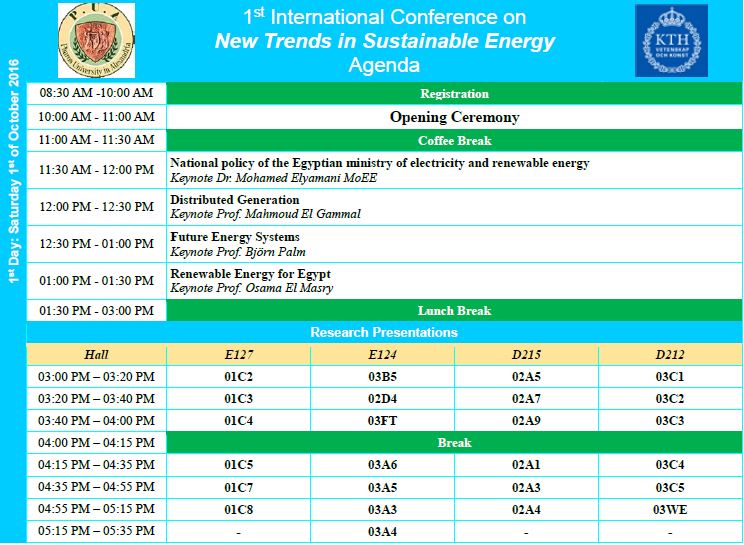 P. U. A
Pharos University in Alexandria
KTH
VETENSKAP
OCH KONST
1st International Conference on
New Trends in Sustainable Energy
Agenda
1st Day: Saturday 1st of October 2016
08:30 AM -10:00 AM Registration
10:00 AM - 11:00 AM Opening Ceremony
11:00 AM - 11:30 AM Coffee Break
11:30 AM - 12:00 PM National policy of the Egyptian ministry of electricity and renewable energy
Keynote Dr. Mohamed Elyamani MoEE
12:00 PM - 12:30 PM Distributed Generation
Keynote Prof. Mahmoud El Gammal
12:30 PM - 01:00 PM Future Energy Systems
Keynote Prof. Björn Palm
01:00 PM - 01:30 PM Renewable Energy for Egypt
Keynote Prof. Osama El Masry
01:30 PM - 03:00 PM Lunch Break
Research Presentations
Hall E127 E124 D215 D212
03:00 PM – 03:20 PM 01C2 03B5 02A5 03C1
03:20 PM – 03:40 PM 01C3 02D4 02A7 03C2
03:40 PM – 04:00 PM 01C4 03FT 02A9 03C3
04:00 PM – 04:15 PM Break
04:15 PM – 04:35 PM 01C5 03A6 02A1 03C4
04:35 PM – 04:55 PM 01C7 03A5 02A3 03C5
04:55 PM – 05:15 PM 01C8 03A3 02A4 03WE
05:15 PM – 05:35 PM - 03A4 - -